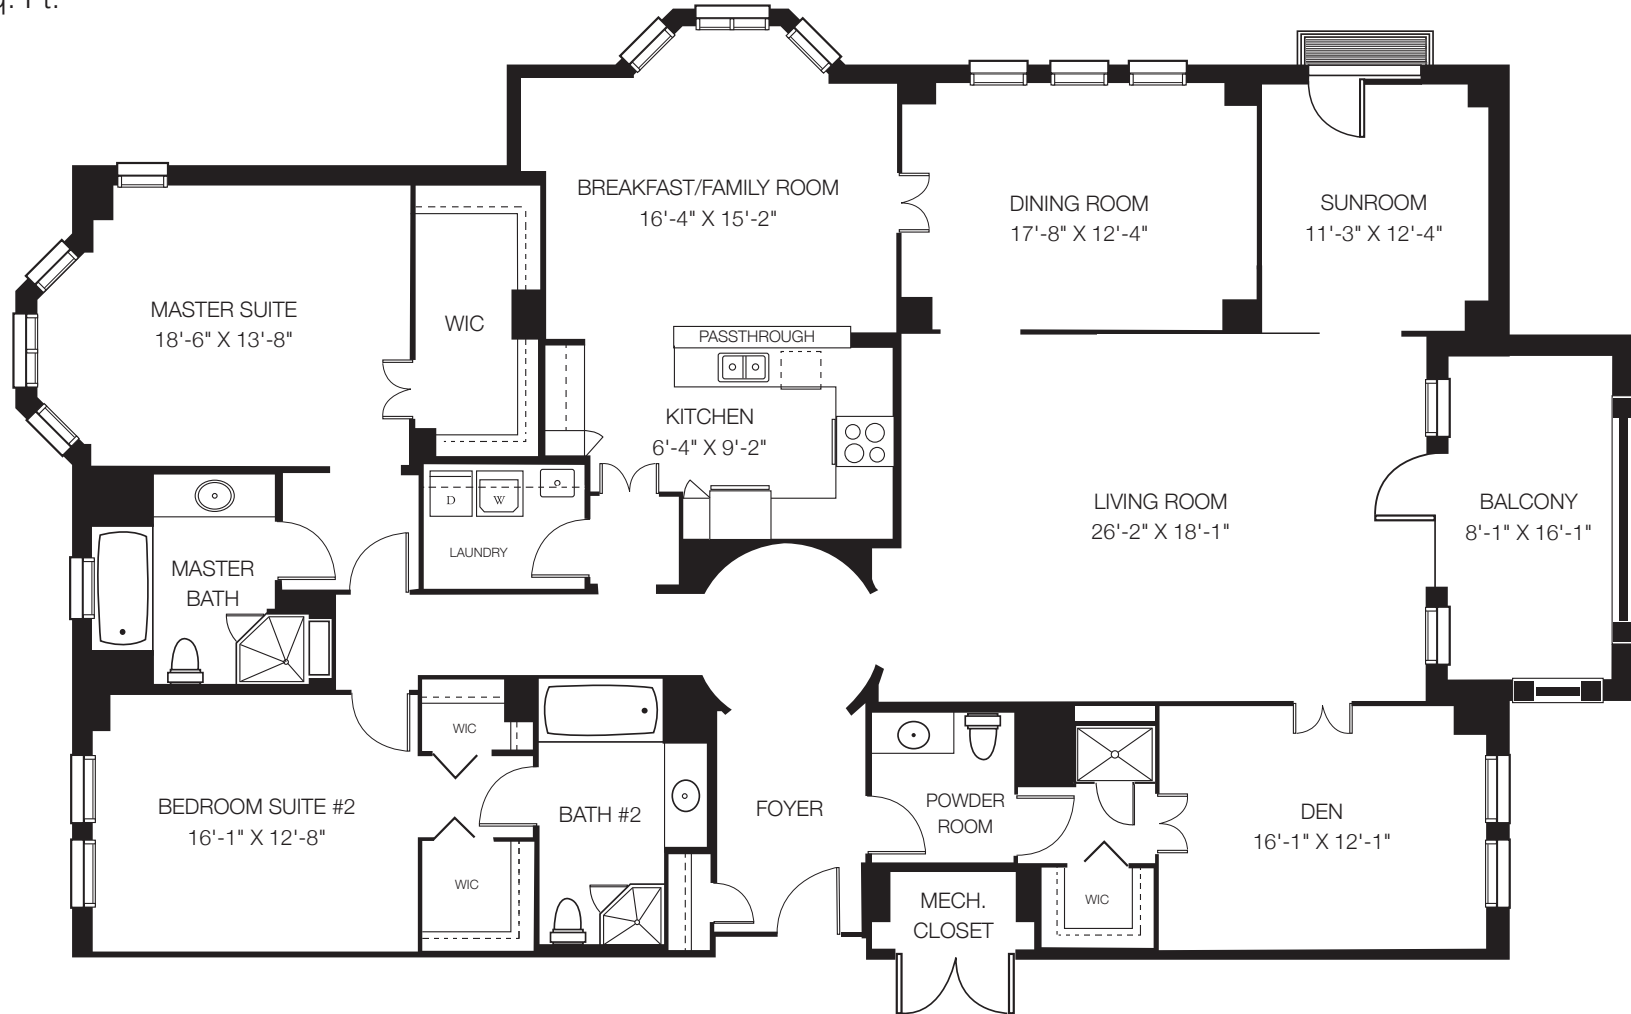 BREAKFAST/FAMILY ROOM
16'-4" X 15'-2"
DINING ROOM
17'-8" X 12'-4"
SUNROOM
11'-3" X 12'-4"
MASTER SUITE
18'-6" X 13'-8"
WIC
PASSTHROUGH
KITCHEN
6'-4" X 9'-2"
LIVING ROOM
26'-2" X 18'-1"
BALCONY
8'-1" X 16'-1"
D
W
LAUNDRY
MASTER
BATH
WIC
BEDROOM SUITE #2
16'-1" X 12'-8"
BATH #2
FOYER
POWDER
ROOM
DEN
16'-1" X 12'-1"
WIC
MECH.
CLOSET
WIC